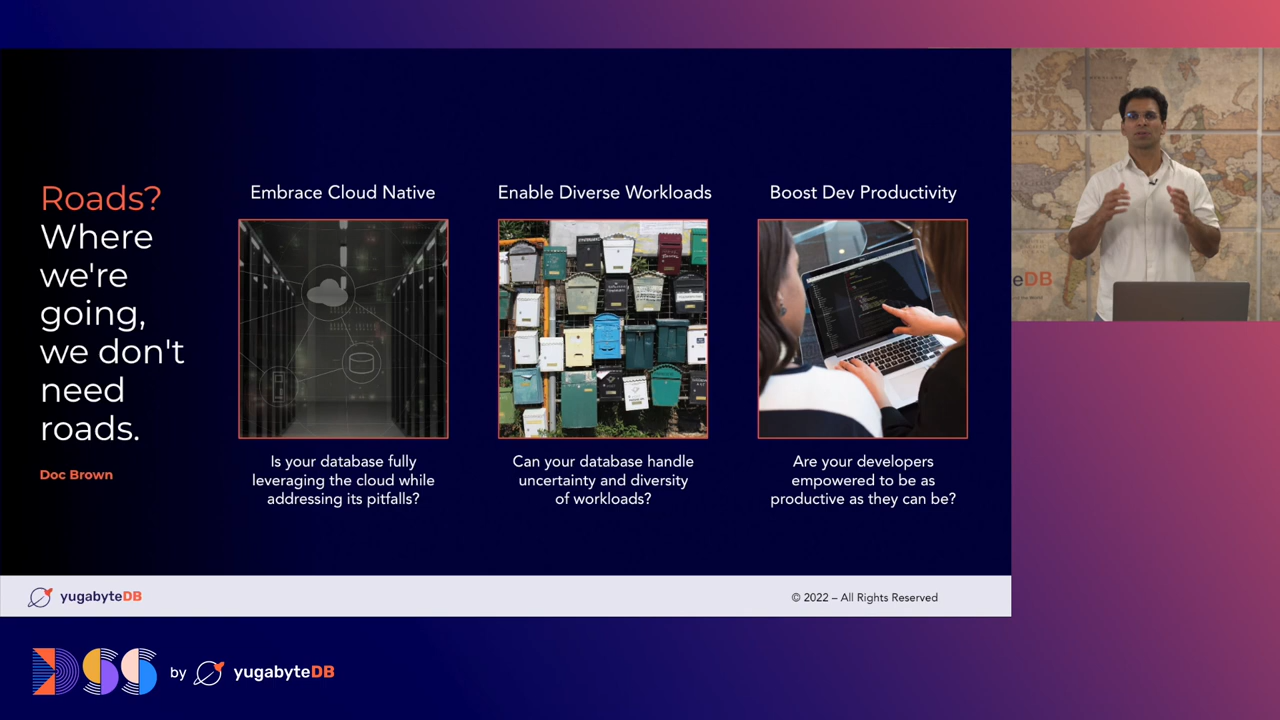 Roads?
Where
we're
going,
we don't
need
roads.
Doc Brown
Embrace Cloud Native
Is your database fully
leveraging the cloud while
addressing its pitfalls?
Enable Diverse Workloads
Can your database handle
uncertainty and diversity
of workloads?
Boost Dev Productivity
Are your developers
empowered to be as
productive as they can be?
eDB
yugabyteDB
© 2022 – All Rights Reserved
DSS by yugabyteDB